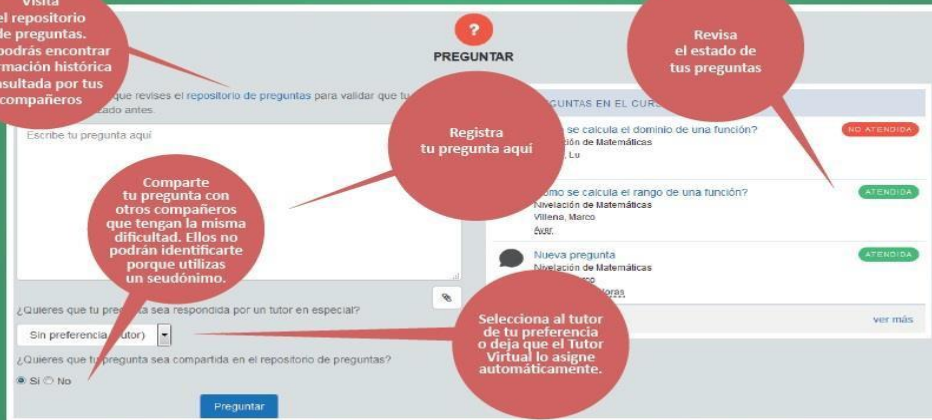 Visita
el repositorio
de preguntas.
podrás encontrar
rmación histórica
nsultada por tus
compañeros
?
PREGUNTAR
Revisa
el estado de
tus preguntas
que revises el repositorio de preguntas para validar que tu
zado antes.
Escribe tu pregunta aquí
Registra
tu pregunta aquí
Comparte
tu pregunta con
otros compañeros
que tengan la misma
dificultad. Ellos no
podrán identificarte
porque utilizas
un seudónimo.
¿Quieres que tu pregunta sea respondida por un tutor en especial?
Sin preferencia
¿Quieres que tu pregunta sea compartida en el repositorio de preguntas?
Si No
Preguntar
Selecciona al tutor
de tu preferencia
o deja que el Tutor
Virtual lo asigne
automáticamente.
GUNTAS EN EL CURS
se calcula el dominio de una función?
ión de Matemáticas
Lu
NO ATENDIDA
omo se calcula el rango de una función?
Nivelación de Matemáticas
Villena, Marco
Ayer
ATENDIDA
Nueva pregunta
Nivelación de Matemáticas
horas
ATENDIDA
ver más